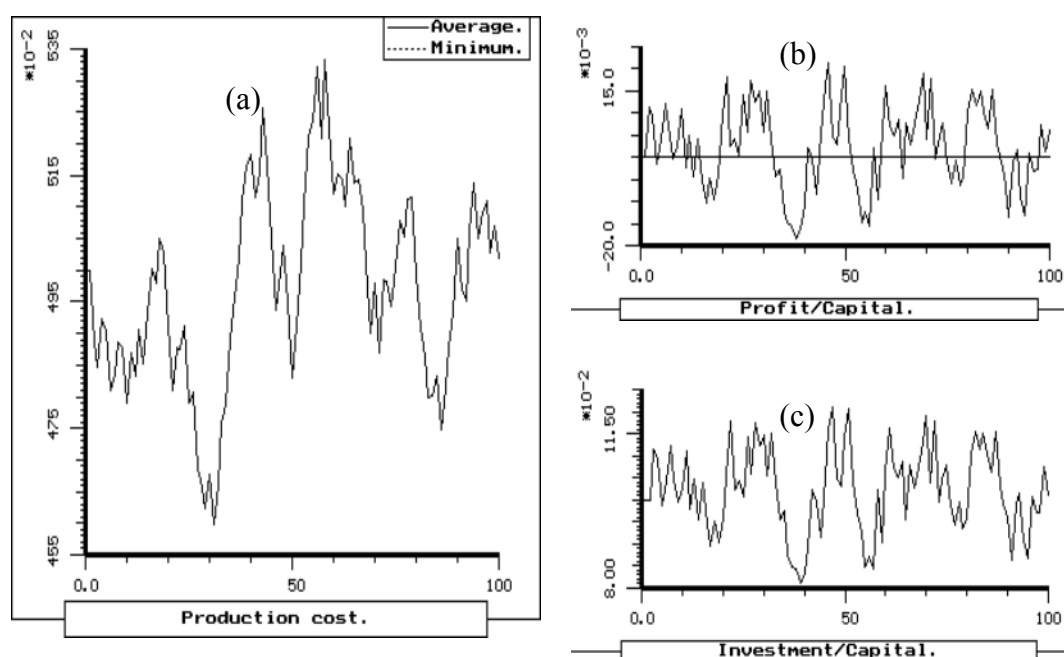 Average.
Minimum.
*10-2
535
515
495
475
455
(a)
0.0 50 100
Production cost.
*10-3
15.0
-20.0
(b)
0.0 50 100
Profit/Capital.
*10-2
11.50
8.00
(c)
0.0 50 100
Investment/Capital.